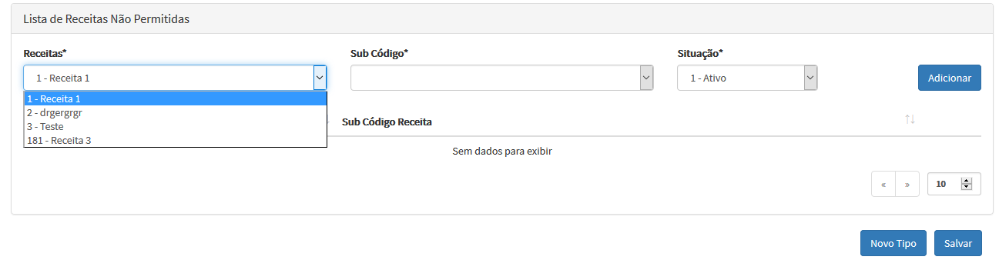 Lista de Receitas Não Permitidas
Receitas* Sub Código* Situação*
1 - Receita 1 1 - Ativo Adicionar
1 - Receita 1
2 - drgergrgr
3 - Teste
181 - Receita 3
Sub Código Receita
Sem dados para exibir
« » 10
Novo Tipo Salvar